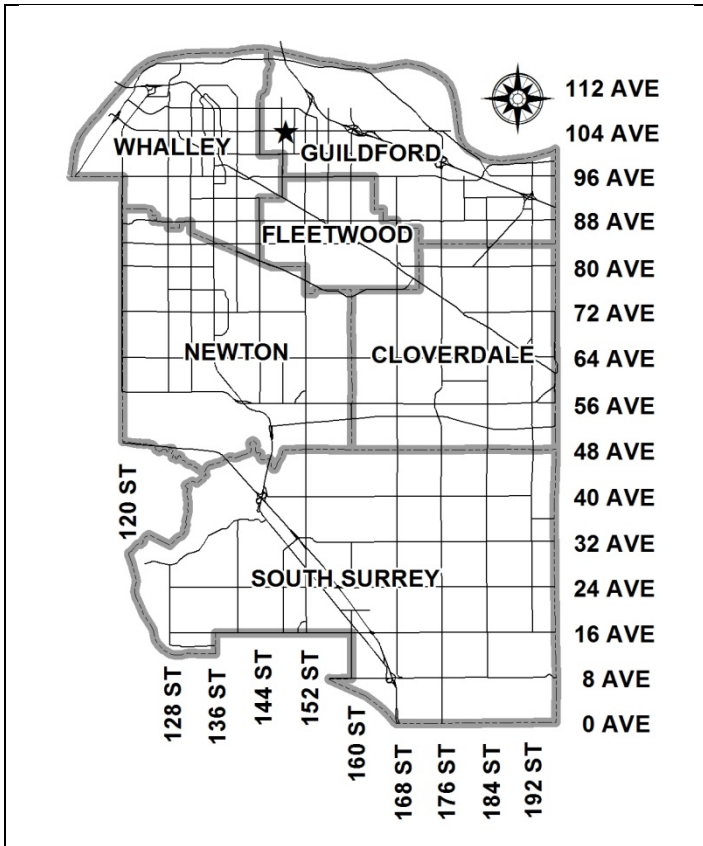 112 AVE
104 AVE
WHALLEY
GUILDFORD
96 AVE
88 AVE
FLEETWOOD
80 AVE
72 AVE
NEWTON
CLOVERDALE
64 AVE
56 AVE
48 AVE
120 ST
40 AVE
32 AVE
SOUTH SURREY
24 AVE
16 AVE
8 AVE
0 AVE
128 ST
136 ST
144 ST
152 ST
160 ST
168 ST
176 ST
184 ST
192 ST